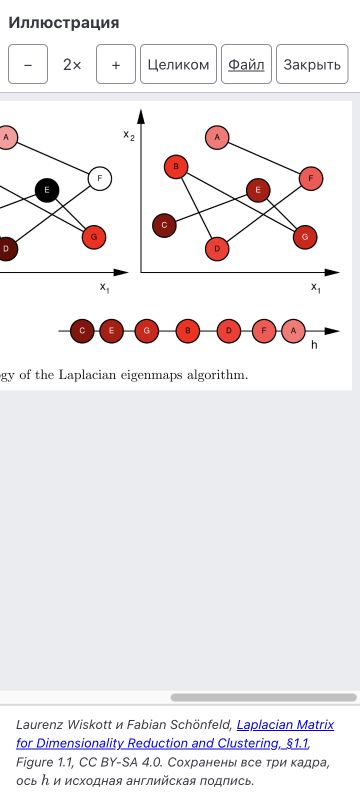 Иллюстрация
− 2× + Целиком Файл Закрыть
A
F
E
D
G
x1
x2
A
B
F
E
C
D
G
x1
C E G B D F A
h
gy of the Laplacian eigenmaps algorithm.
Laurenz Wiskott и Fabian Schönfeld, Laplacian Matrix
for Dimensionality Reduction and Clustering, §1.1,
Figure 1.1, CC BY-SA 4.0. Сохранены все три кадра,
ось h и исходная английская подпись.